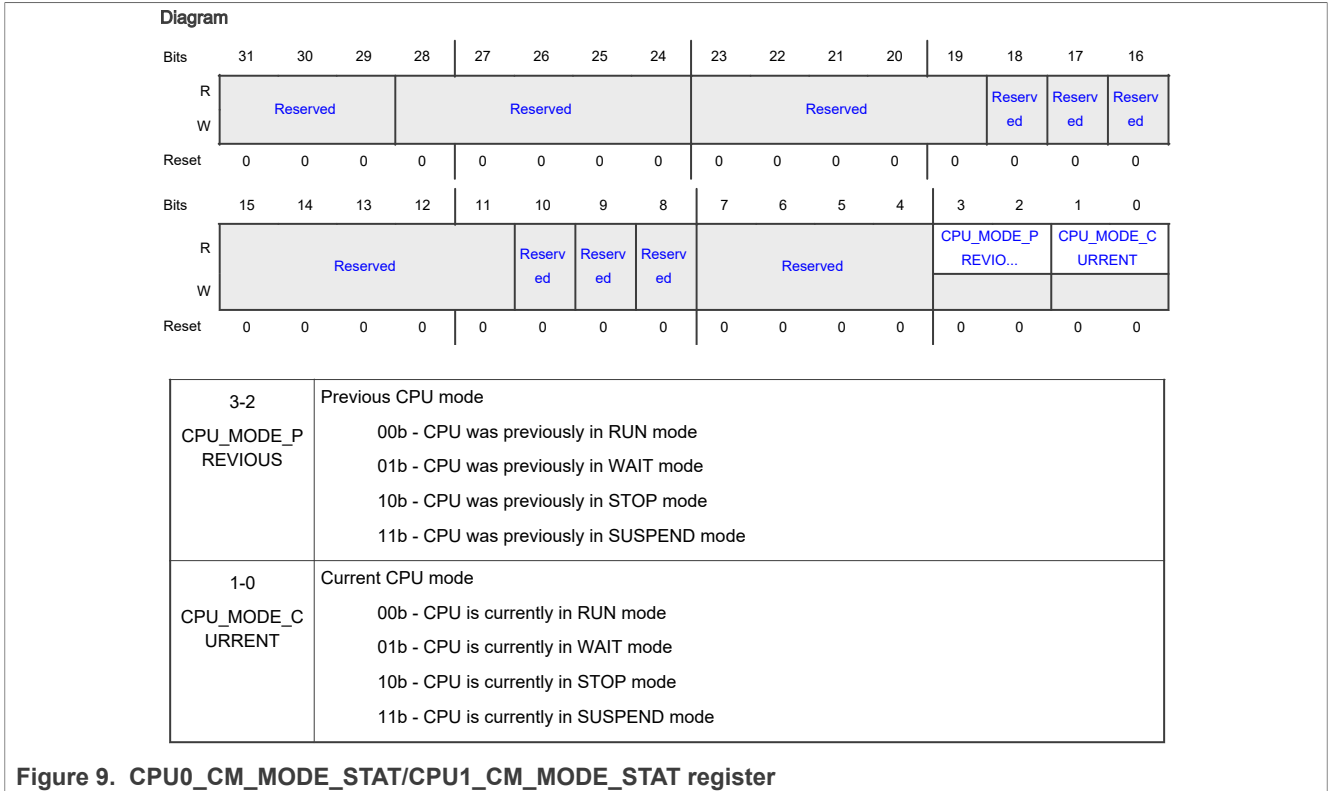 Diagram
Bits 31 30 29 28 27 26 25 24 23 22 21 20 19 18 17 16
R
Reserved Reserved Reserved Reserv ed Reserv ed Reserv ed
W
Reset 0 0 0 0 0 0 0 0 0 0 0 0 0 0 0 0
Bits 15 14 13 12 11 10 9 8 7 6 5 4 3 2 1 0
R
Reserved Reserv ed Reserv ed Reserv ed Reserved CPU_MODE_P REVIO... CPU_MODE_C URRENT
W
Reset 0 0 0 0 0 0 0 0 0 0 0 0 0 0 0 0
3-2
CPU_MODE_P
REVIOUS
Previous CPU mode
00b - CPU was previously in RUN mode
01b - CPU was previously in WAIT mode
10b - CPU was previously in STOP mode
11b - CPU was previously in SUSPEND mode
1-0
CPU_MODE_C
URRENT
Current CPU mode
00b - CPU is currently in RUN mode
01b - CPU is currently in WAIT mode
10b - CPU is currently in STOP mode
11b - CPU is currently in SUSPEND mode
Figure 9. CPU0_CM_MODE_STAT/CPU1_CM_MODE_STAT register